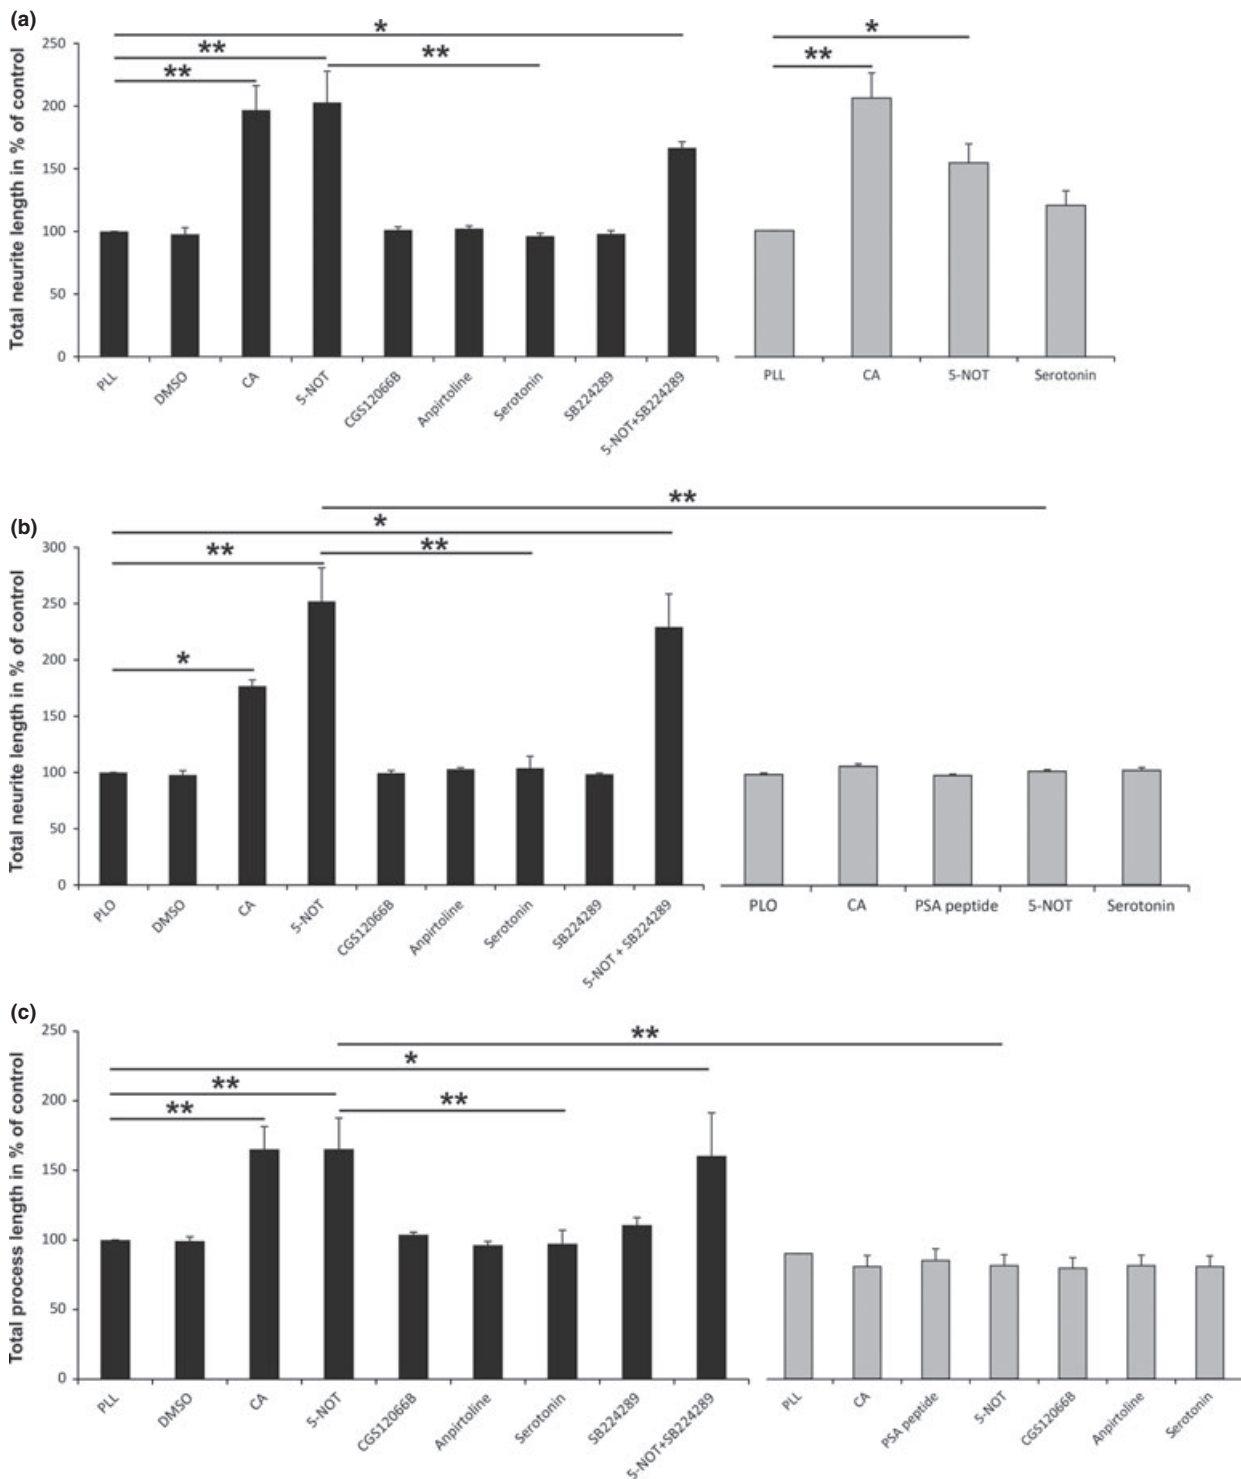 (a)
Total neurite length in % of control
250
200
150
100
50
0
*
**
**
**
PLL
DMSO
CA
5-NOT
CGS12066B
Anpirtoline
Serotonin
SB224289
5-NOT+SB224289
*
**
PLL
CA
5-NOT
Serotonin
(b)
Total neurite length in % of control
300
250
200
150
100
50
0
**
*
**
**
*
PLO
DMSO
CA
5-NOT
CGS12066B
Anpirtoline
Serotonin
SB224289
5-NOT + SB224289
PLO
CA
PSA peptide
5-NOT
Serotonin
(c)
Total process length in % of control
250
200
150
100
50
0
**
*
**
**
**
PLL
DMSO
CA
5-NOT
CGS12066B
Anpirtoline
Serotonin
SB224289
5-NOT+SB224289
PLL
CA
PSA peptide
5-NOT
CGS12066B
Anpirtoline
Serotonin